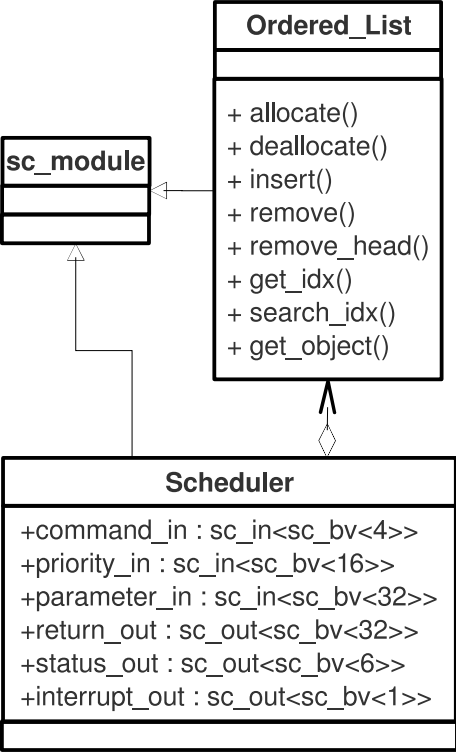 Ordered_List
+ allocate()
+ deallocate()
+ insert()
+ remove()
+ remove_head()
+ get_idx()
+ search_idx()
+ get_object()
sc_module
Scheduler
+command_in : sc_in<sc_bv<4>>
+priority_in : sc_in<sc_bv<16>>
+parameter_in : sc_in<sc_bv<32>>
+return_out : sc_out<sc_bv<32>>
+status_out : sc_out<sc_bv<6>>
+interrupt_out : sc_out<sc_bv<1>>